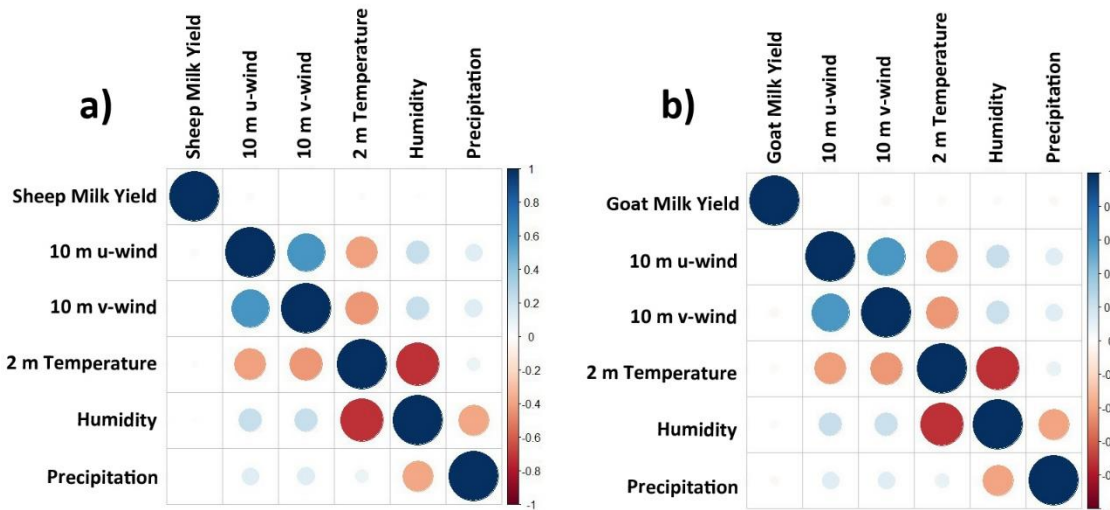 a)
Sheep Milk Yield
10 m u-wind
10 m v-wind
2 m Temperature
Humidity
Precipitation
Sheep Milk Yield
10 m u-wind
10 m v-wind
2 m Temperature
Humidity
Precipitation
1
0.8
0.6
0.4
0.2
0
-0.2
-0.4
-0.6
-0.8
-1
b)
Goat Milk Yield
10 m u-wind
10 m v-wind
2 m Temperature
Humidity
Precipitation
Goat Milk Yield
10 m u-wind
10 m v-wind
2 m Temperature
Humidity
Precipitation